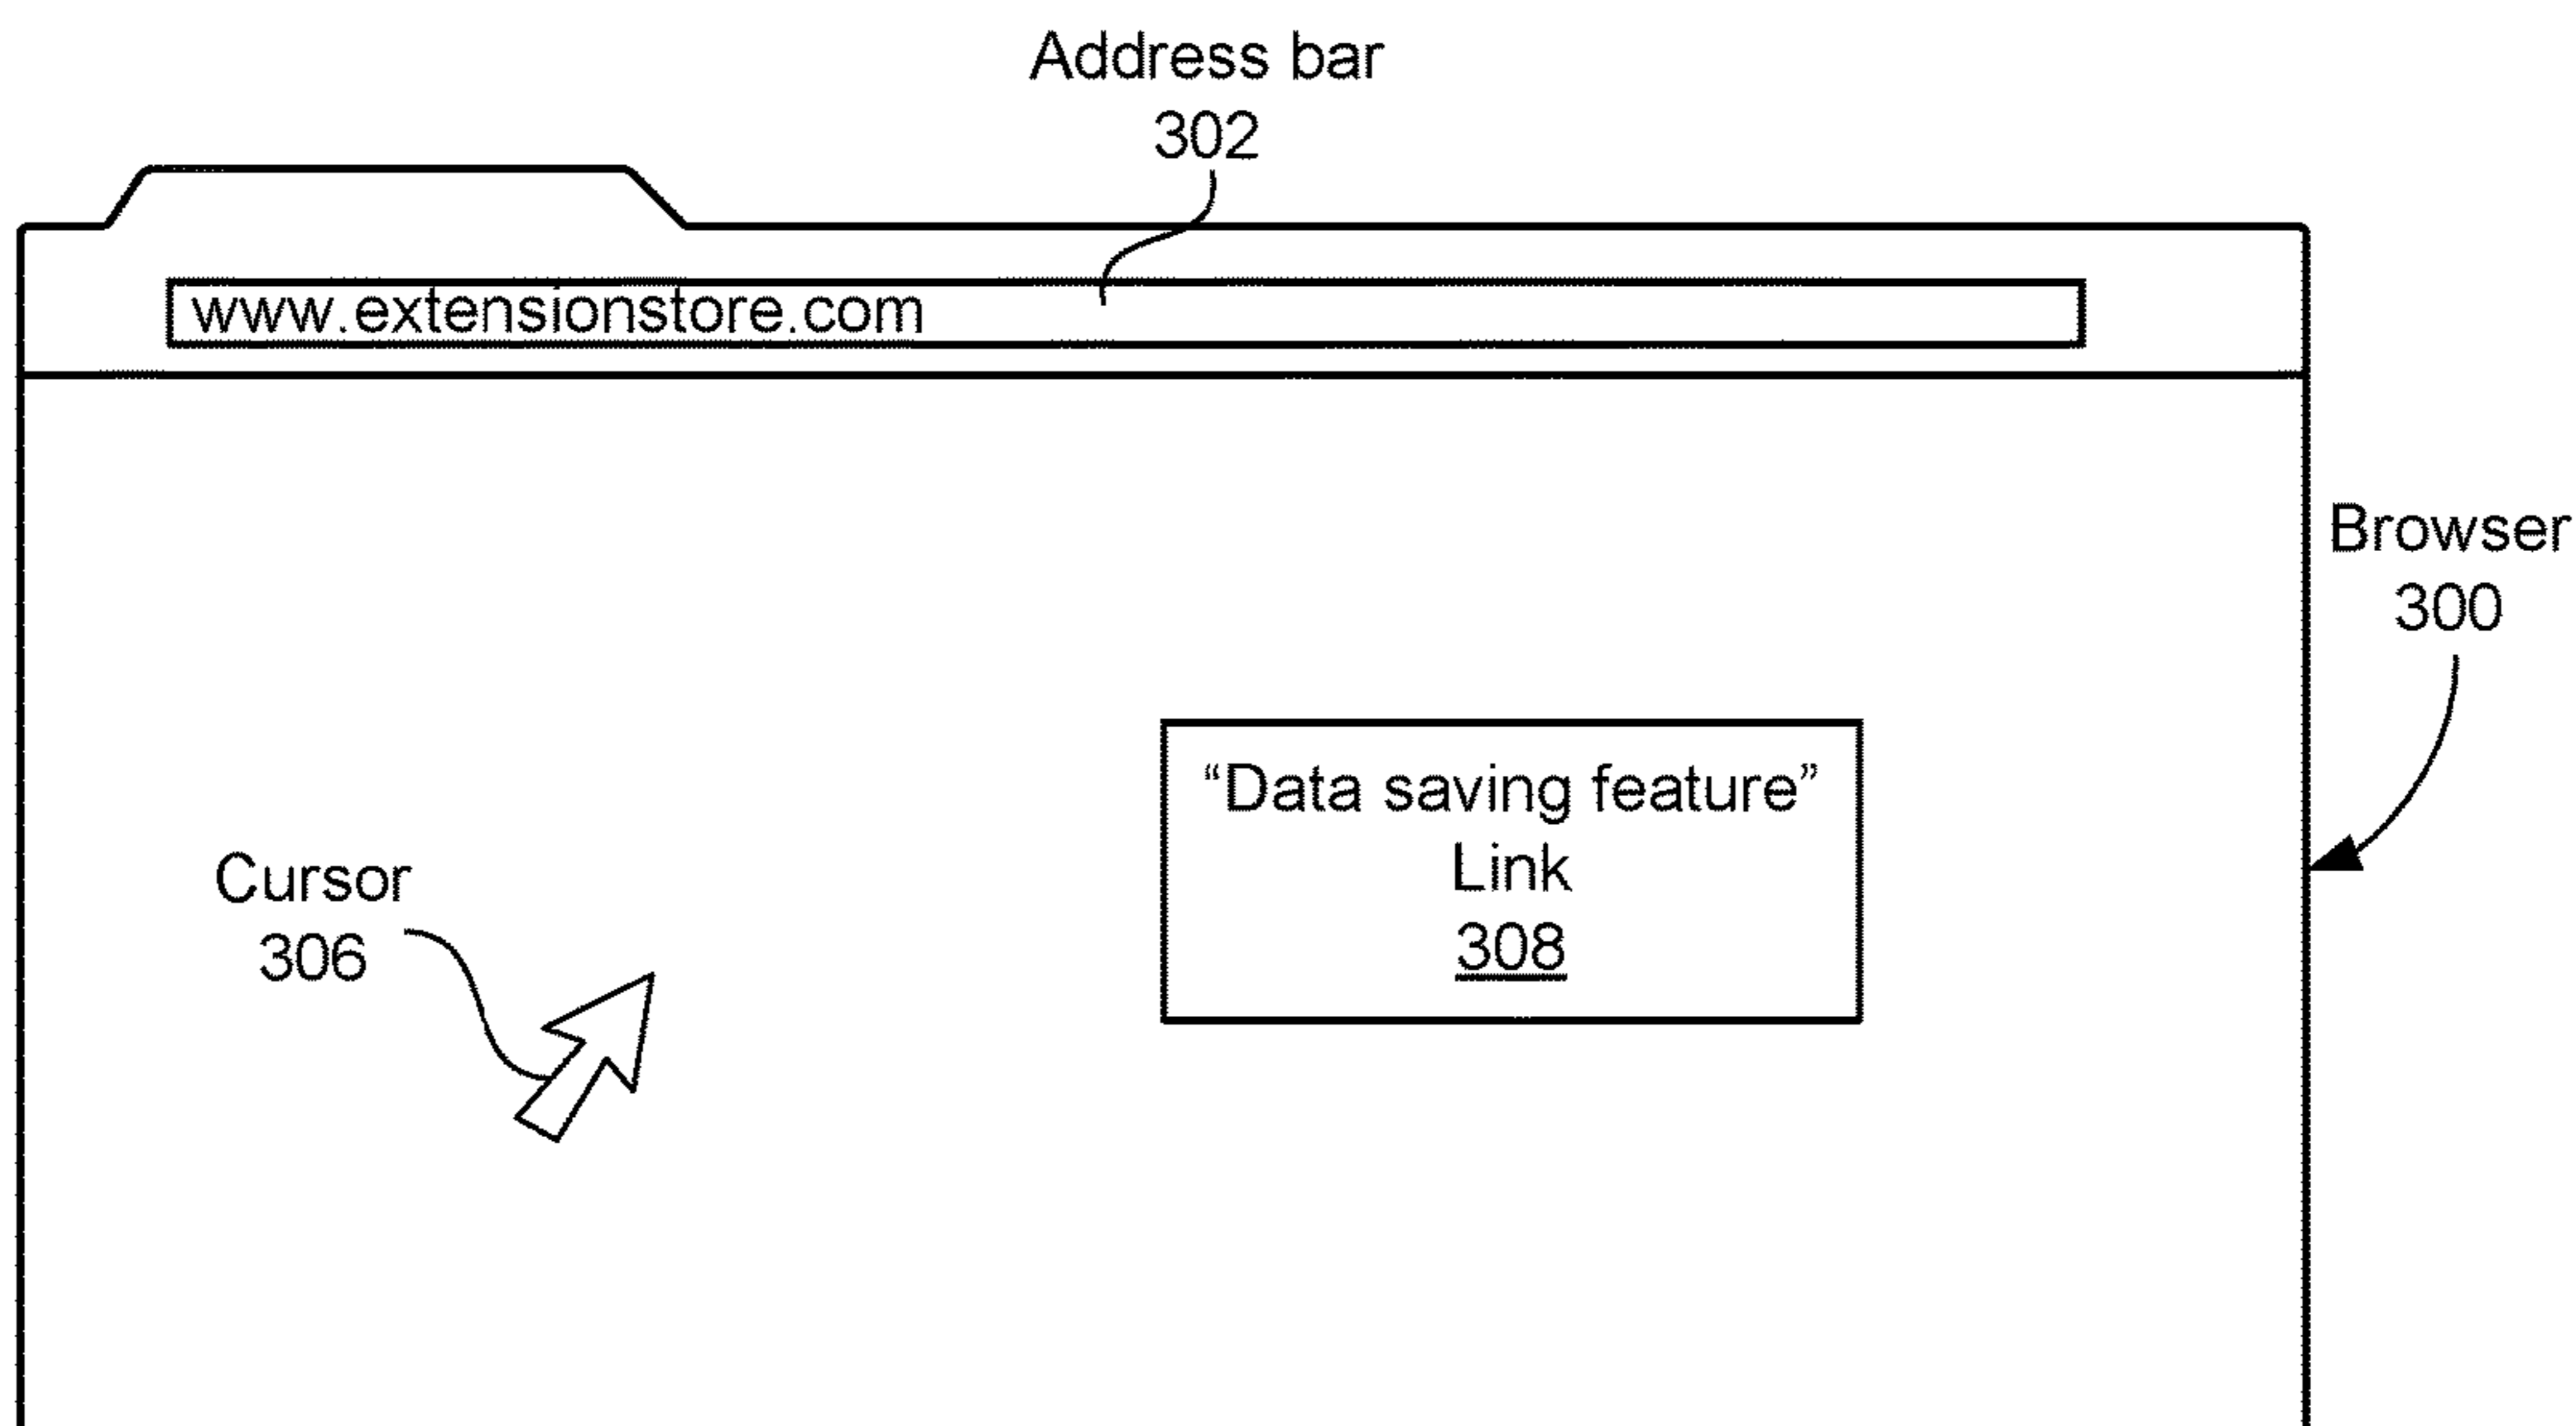 Address bar
302
www.extensionstore.com
Browser
300
“Data saving feature”
Link
308
Cursor
306